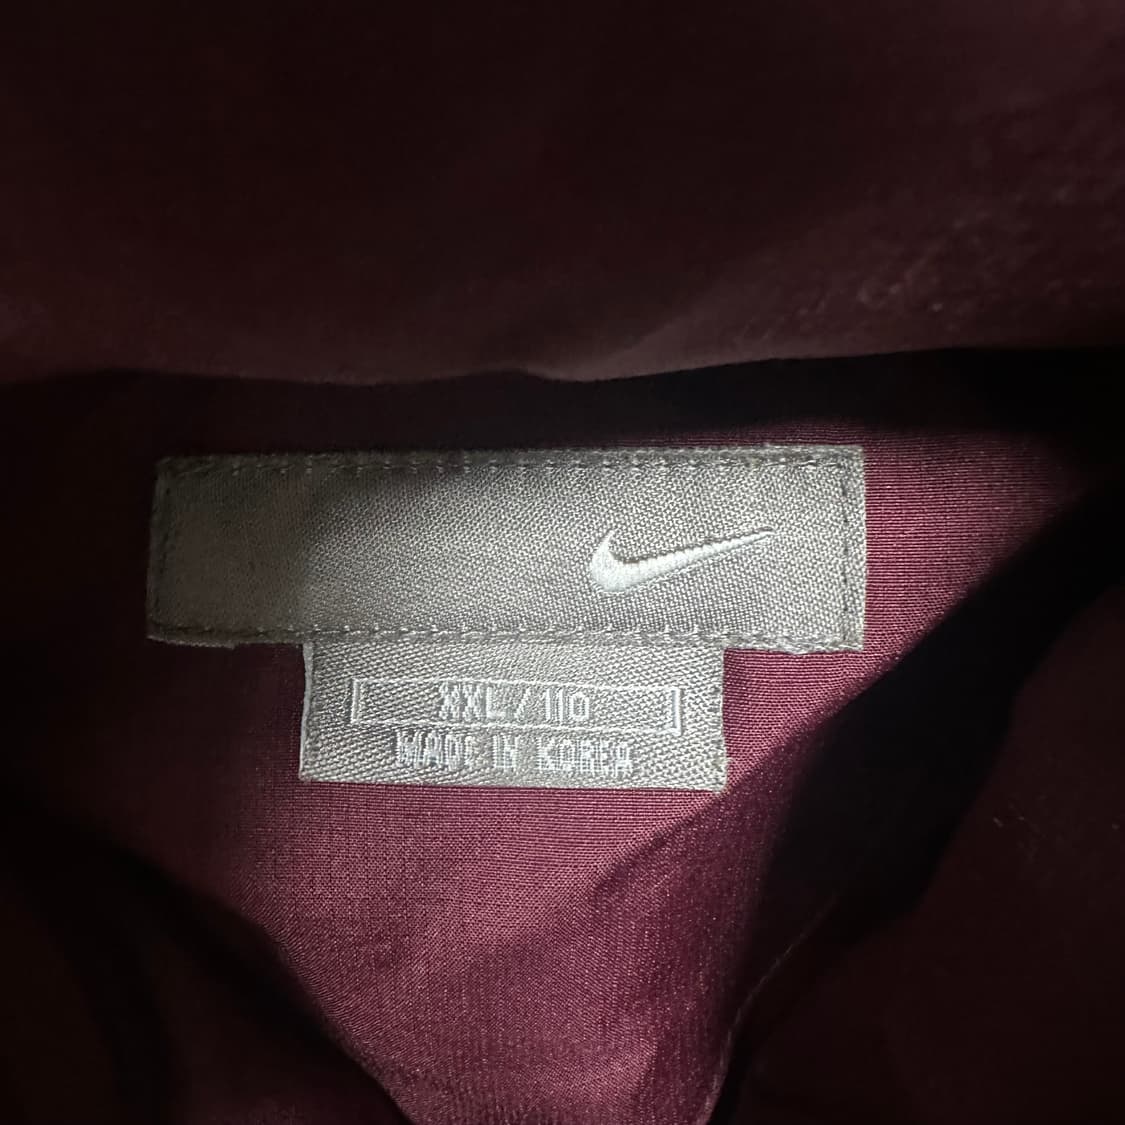 XXL / 110
MADE IN KOREA